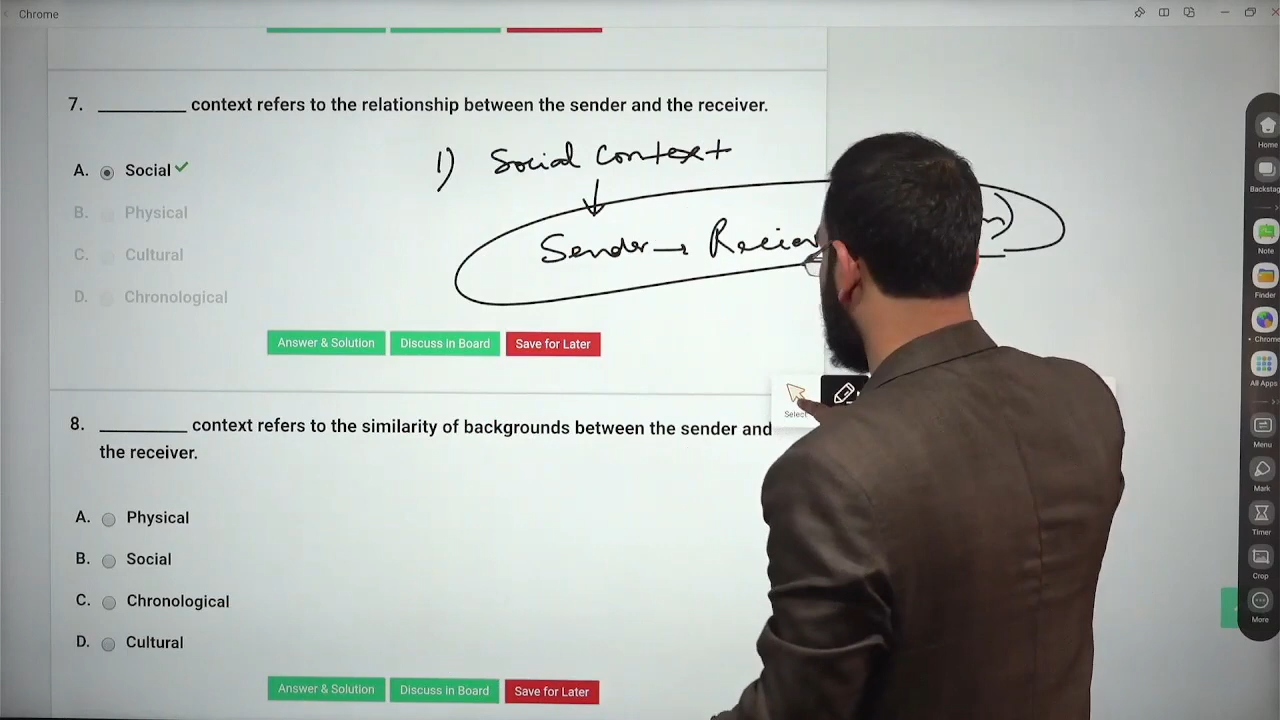 Chrome
7. ________ context refers to the relationship between the sender and the receiver.
1) Social context
A. Social
B. Physical
Sender → 
C. Cultural
D. Chronological
Answer & Solution Discuss in Board Save for Later
Select
8. ________ context refers to the similarity of backgrounds between the sender and
the receiver.
A. Physical
B. Social
C. Chronological
D. Cultural
Answer & Solution Discuss in Board Save for Later
Home
Note
Finder
Chrome
All Apps
Menu
Mark
Timer
Crop
More